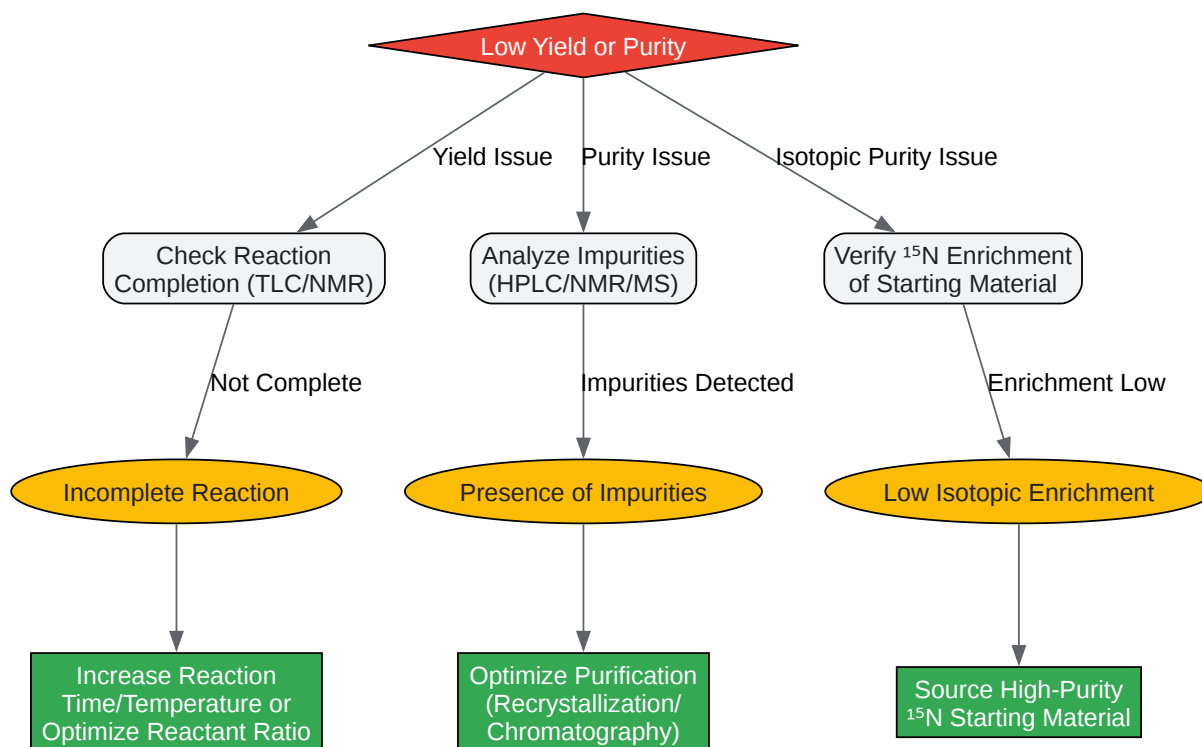 Low Yield or Purity
Yield Issue
Purity Issue
Isotopic Purity Issue
Check Reaction
Completion (TLC/NMR)
Analyze Impurities
(HPLC/NMR/MS)
Verify ¹⁵N Enrichment
of Starting Material
Not Complete
Impurities Detected
Enrichment Low
Incomplete Reaction
Presence of Impurities
Low Isotopic Enrichment
Increase Reaction
Time/Temperature or
Optimize Reactant Ratio
Optimize Purification
(Recrystallization/
Chromatography)
Source High-Purity
¹⁵N Starting Material